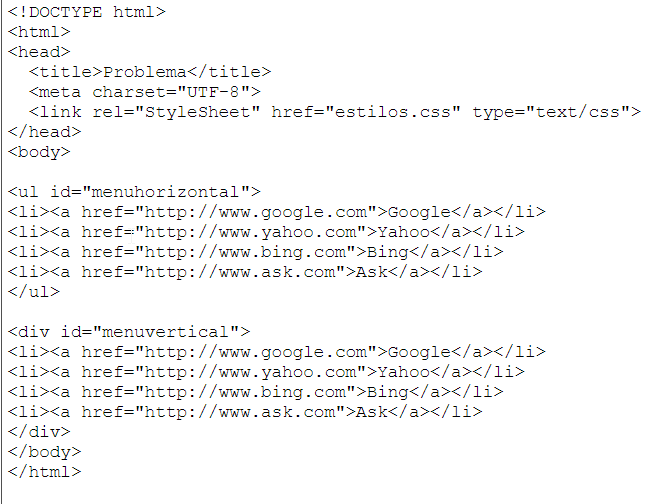 <!DOCTYPE html>
<html>
<head>
  <title>Problema</title>
  <meta charset="UTF-8">
  <link rel="StyleSheet" href="estilos.css" type="text/css">
</head>
<body>

<ul id="menuhorizontal">
<li><a href="http://www.google.com">Google</a></li>
<li><a href="http://www.yahoo.com">Yahoo</a></li>
<li><a href="http://www.bing.com">Bing</a></li>
<li><a href="http://www.ask.com">Ask</a></li>
</ul>

<div id="menuvertical">
<li><a href="http://www.google.com">Google</a></li>
<li><a href="http://www.yahoo.com">Yahoo</a></li>
<li><a href="http://www.bing.com">Bing</a></li>
<li><a href="http://www.ask.com">Ask</a></li>
</div>
</body>
</html>